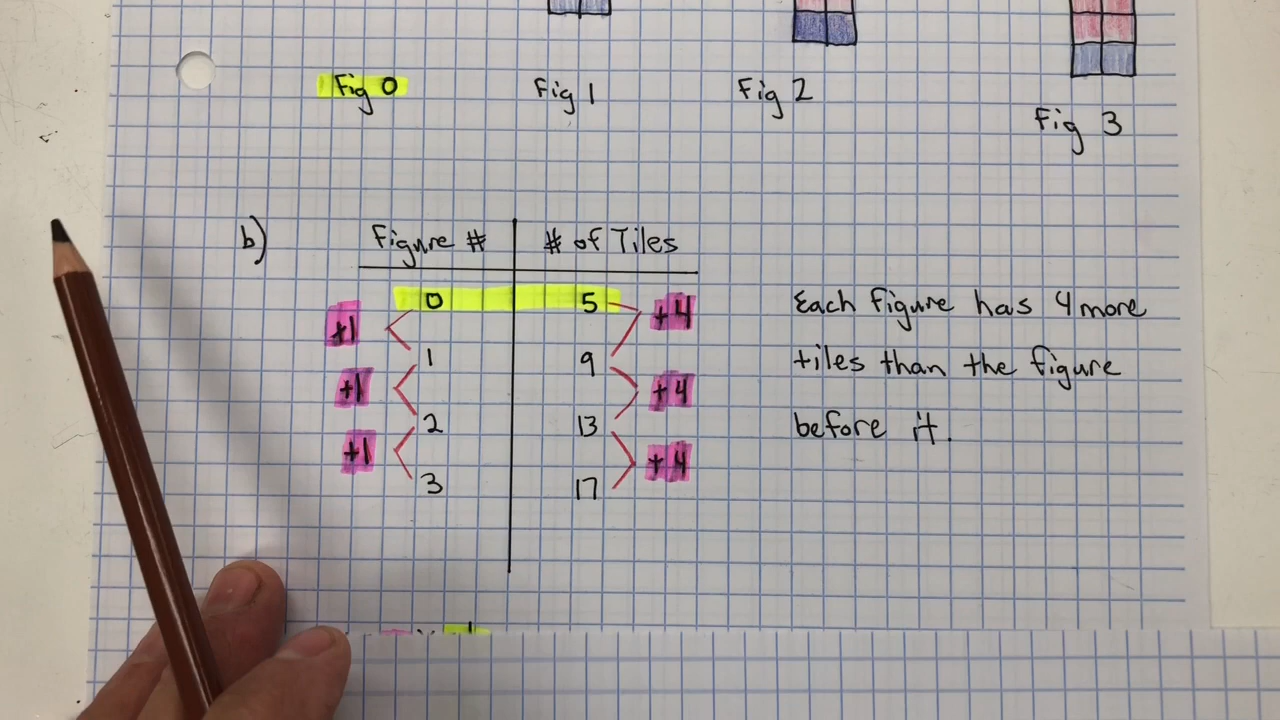 Fig 0 Fig 1 Fig 2
Fig 3
b) Figure # # of Tiles
0 5
+1 +4
1 9
+1 +4
2 13
+1 +4
3 17
Each figure has 4 more
tiles than the figure
before it.